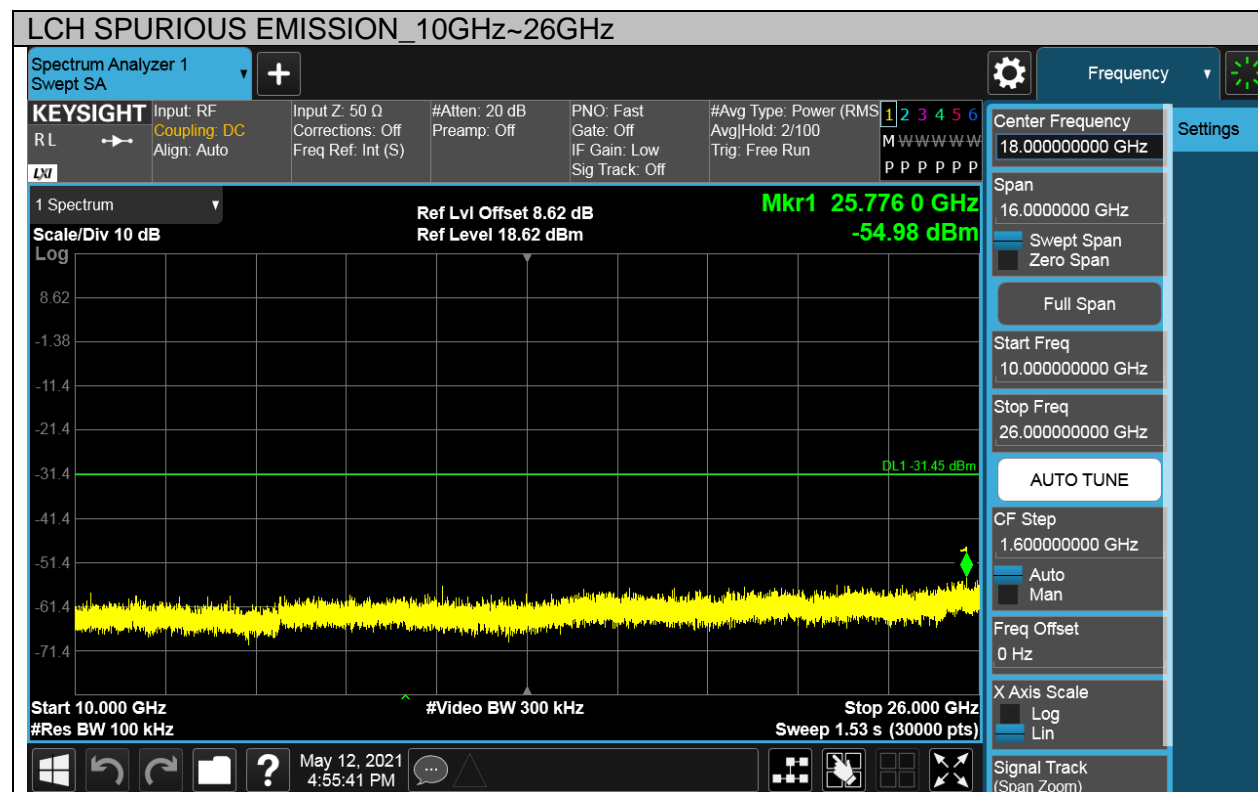 LCH SPURIOUS EMISSION_10GHz~26GHz
Spectrum Analyzer 1
Swept SA
+
Frequency
KEYSIGHT
RL
LXI
Input: RF
Coupling: DC
Align: Auto
Input Z: 50 Ω
Corrections: Off
Freq Ref: Int (S)
#Atten: 20 dB
Preamp: Off
PNO: Fast
Gate: Off
IF Gain: Low
Sig Track: Off
#Avg Type: Power (RMS
Avg|Hold: 2/100
Trig: Free Run
1 2 3 4 5 6
M W W W W W
P P P P P P
1 Spectrum
Scale/Div 10 dB
Log
Ref Lvl Offset 8.62 dB
Ref Level 18.62 dBm
Mkr1 25.776 0 GHz
-54.98 dBm
8.62
-1.38
-11.4
-21.4
-31.4
DL1 -31.45 dBm
-41.4
-51.4
1
-61.4
-71.4
Start 10.000 GHz
#Res BW 100 kHz
#Video BW 300 kHz
Stop 26.000 GHz
Sweep 1.53 s (30000 pts)
Center Frequency
18.000000000 GHz
Span
16.0000000 GHz
Swept Span
Zero Span
Full Span
Start Freq
10.000000000 GHz
Stop Freq
26.000000000 GHz
AUTO TUNE
CF Step
1.600000000 GHz
Auto
Man
Freq Offset
0 Hz
X Axis Scale
Log
Lin
Signal Track
(Span Zoom)
Settings
?
May 12, 2021
4:55:41 PM